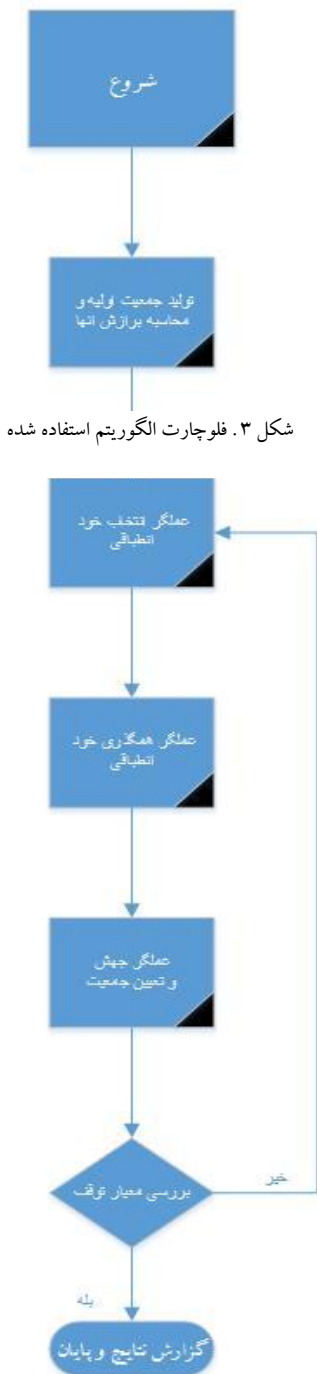 شروع
تولید جمعیت اولیه و
محاسبه برازش انها
شکل ۳. فلوچارت الگوریتم استفاده شده
عملگر انتخاب خود
انطباقی
عملگر همگذری خود
انطباقی
عملگر جهش
و تعیین جمعیت
بررسی معیار توقف
خیر
بله
گزارش نتایج و پایان